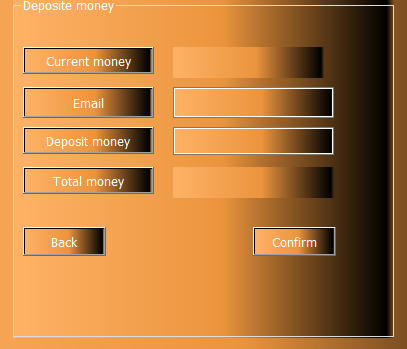 Deposite money
Current money
Email
Deposit money
Total money
Back
Confirm